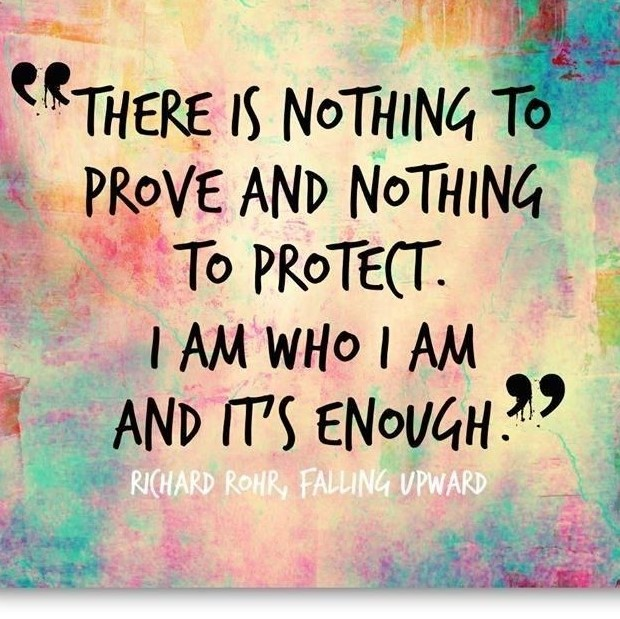 “THERE IS NOTHING TO
PROVE AND NOTHING
TO PROTECT.
I AM WHO I AM
AND IT'S ENOUGH.”
RICHARD ROHR, FALLING UPWARD